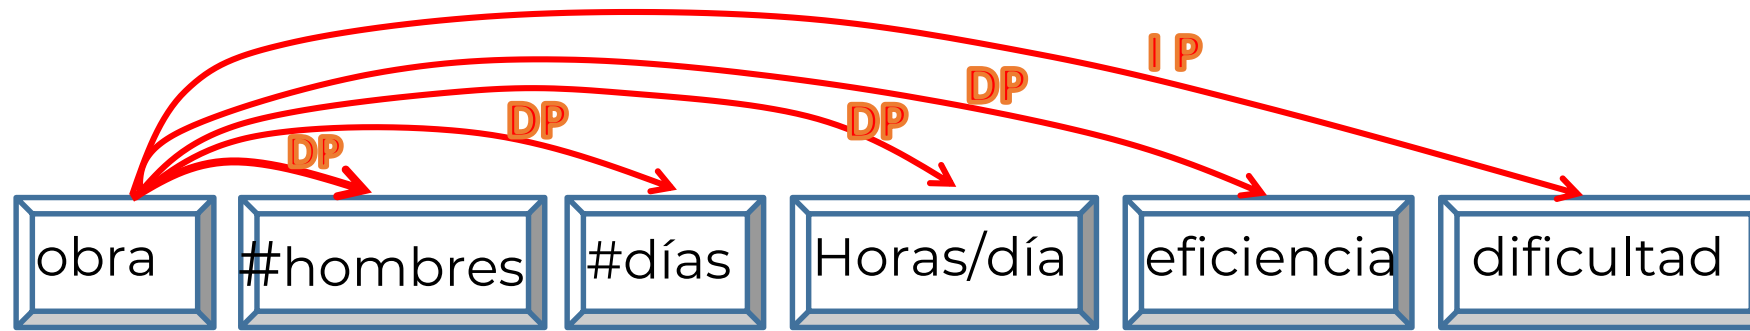 I P
DP
DP
DP
DP
obra
#hombres
#días
Horas/día
eficiencia
dificultad